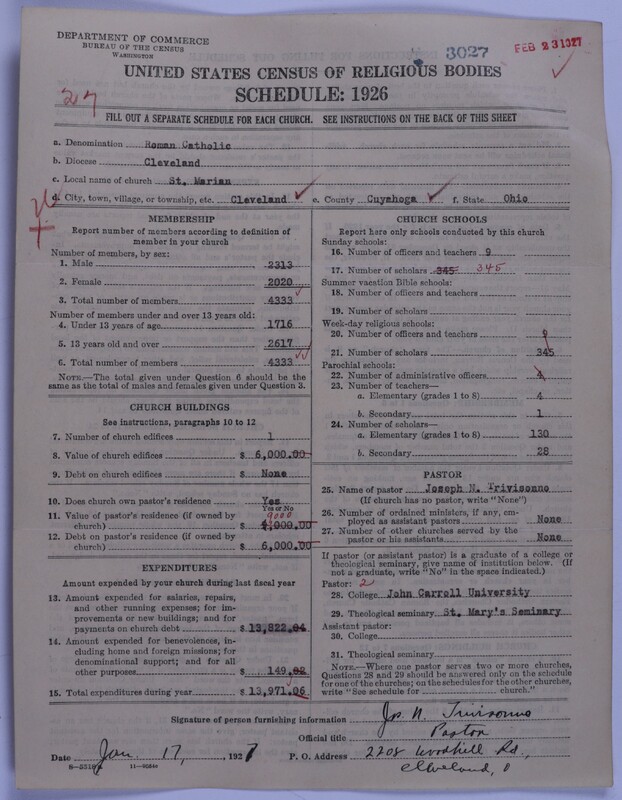 DEPARTMENT OF COMMERCE
BUREAU OF THE CENSUS
WASHINGTON
3027
FEB 23 1927
UNITED STATES CENSUS OF RELIGIOUS BODIES
SCHEDULE: 1926
27
FILL OUT A SEPARATE SCHEDULE FOR EACH CHURCH. SEE INSTRUCTIONS ON THE BACK OF THIS SHEET
a. Denomination Roman Catholic
b. Diocese Cleveland
c. Local name of church St. Marian
d. City, town, village, or township, etc. Cleveland e. County Cuyahoga f. State Ohio
MEMBERSHIP
Report number of members according to definition of
member in your church
Number of members, by sex:
1. Male 2313
2. Female 2020
3. Total number of members 4333
Number of members under and over 13 years old:
4. Under 13 years of age 1716
5. 13 years old and over 2617
6. Total number of members 4333
NOTE.—The total given under Question 6 should be the
same as the total of males and females given under Question 3.
CHURCH BUILDINGS
See instructions, paragraphs 10 to 12
7. Number of church edifices 1
8. Value of church edifices $ 6,000.00
9. Debt on church edifices $ None
10. Does church own pastor's residence Yes
Yes or No
11. Value of pastor's residence (if owned by
church) $ 4,000.00
9000
12. Debt on pastor's residence (if owned by
church) $ 6,000.00
EXPENDITURES
Amount expended by your church during last fiscal year
13. Amount expended for salaries, repairs,
and other running expenses; for im-
provements or new buildings; and for
payments on church debt $ 13,822.04
14. Amount expended for benevolences, in-
cluding home and foreign missions; for
denominational support; and for all
other purposes $ 149.02
15. Total expenditures during year $ 13,971.06
CHURCH SCHOOLS
Report here only schools conducted by this church
Sunday schools:
16. Number of officers and teachers 9
17. Number of scholars 345 345
Summer vacation Bible schools:
18. Number of officers and teachers
19. Number of scholars
Week-day religious schools:
20. Number of officers and teachers 9
21. Number of scholars 345
Parochial schools:
22. Number of administrative officers
23. Number of teachers—
a. Elementary (grades 1 to 8) 4
b. Secondary 1
24. Number of scholars—
a. Elementary (grades 1 to 8) 130
b. Secondary 28
PASTOR
25. Name of pastor Joseph N. Trivisonno
(If church has no pastor, write "None")
26. Number of ordained ministers, if any, em-
ployed as assistant pastors None
27. Number of other churches served by the
pastor or his assistants None
If pastor (or assistant pastor) is a graduate of a college or
theological seminary, give name of institution below. (If
not a graduate, write "No" in the space indicated.)
Pastor: 2
28. College John Carroll University
29. Theological seminary St. Mary's Seminary
Assistant pastor:
30. College
31. Theological seminary
NOTE.—Where one pastor serves two or more churches,
Questions 28 and 29 should be answered only on the schedule
for one of the churches; on the schedules for the other churches,
write "See schedule for church."
Signature of person furnishing information Jos. N. Trivisonno
Official title Pastor
Date Jan. 17, 1927 P. O. Address 2208 Woodhill Rd.,
Cleveland, O